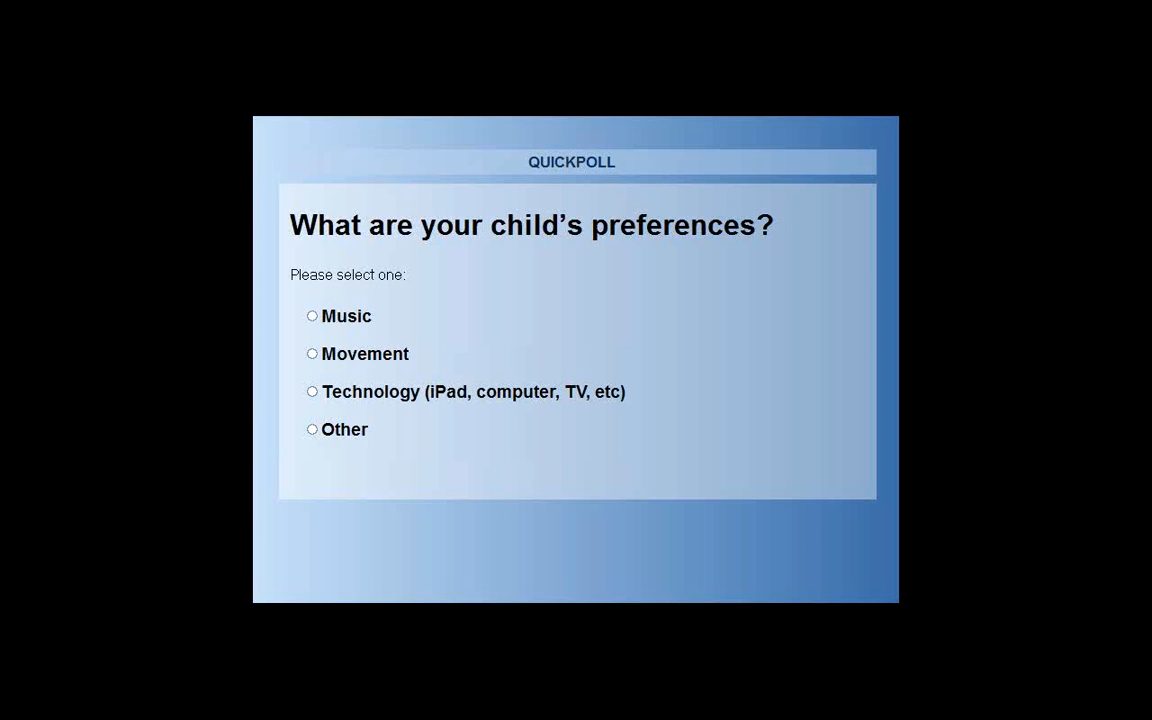 QUICKPOLL
What are your child’s preferences?
Please select one:
Music
Movement
Technology (iPad, computer, TV, etc)
Other